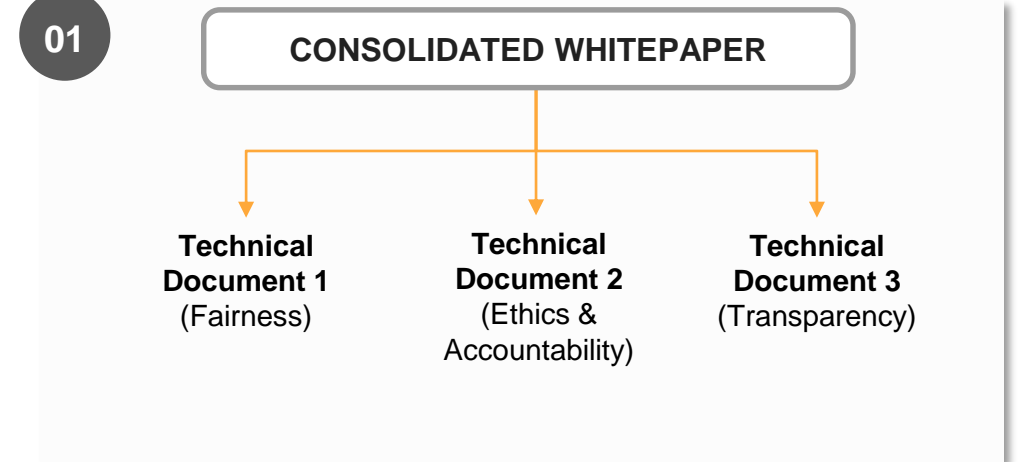 01
CONSOLIDATED WHITEPAPER
Technical
Document 1
(Fairness)
Technical
Document 2
(Ethics &
Accountability)
Technical
Document 3
(Transparency)